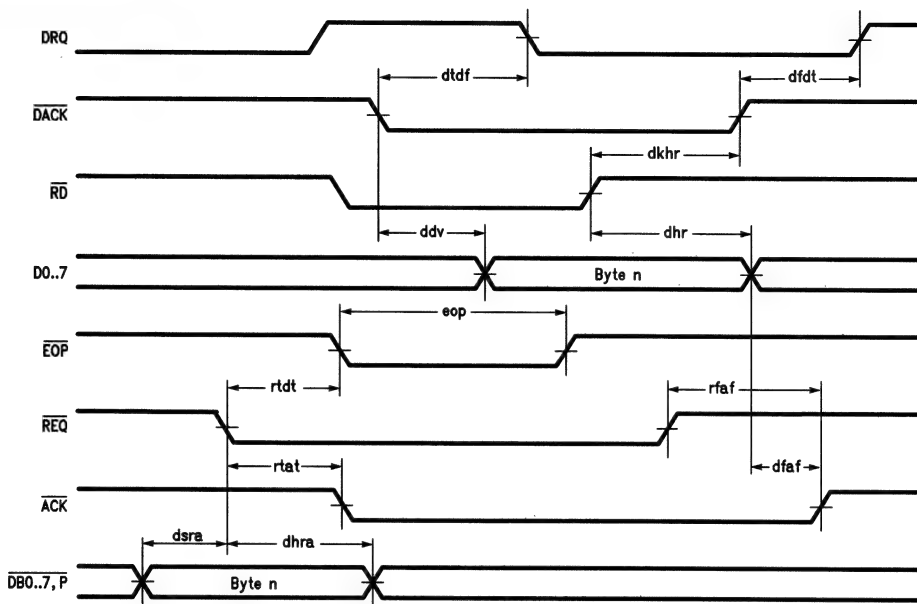 DRQ
dtdf
dfdt
DACK
dkhr
RD
ddv
dhr
D0..7
Byte n
eop
EOP
rtdt
rfaf
REQ
rtat
dfaf
ACK
dsra
dhra
DB0..7, P
Byte n